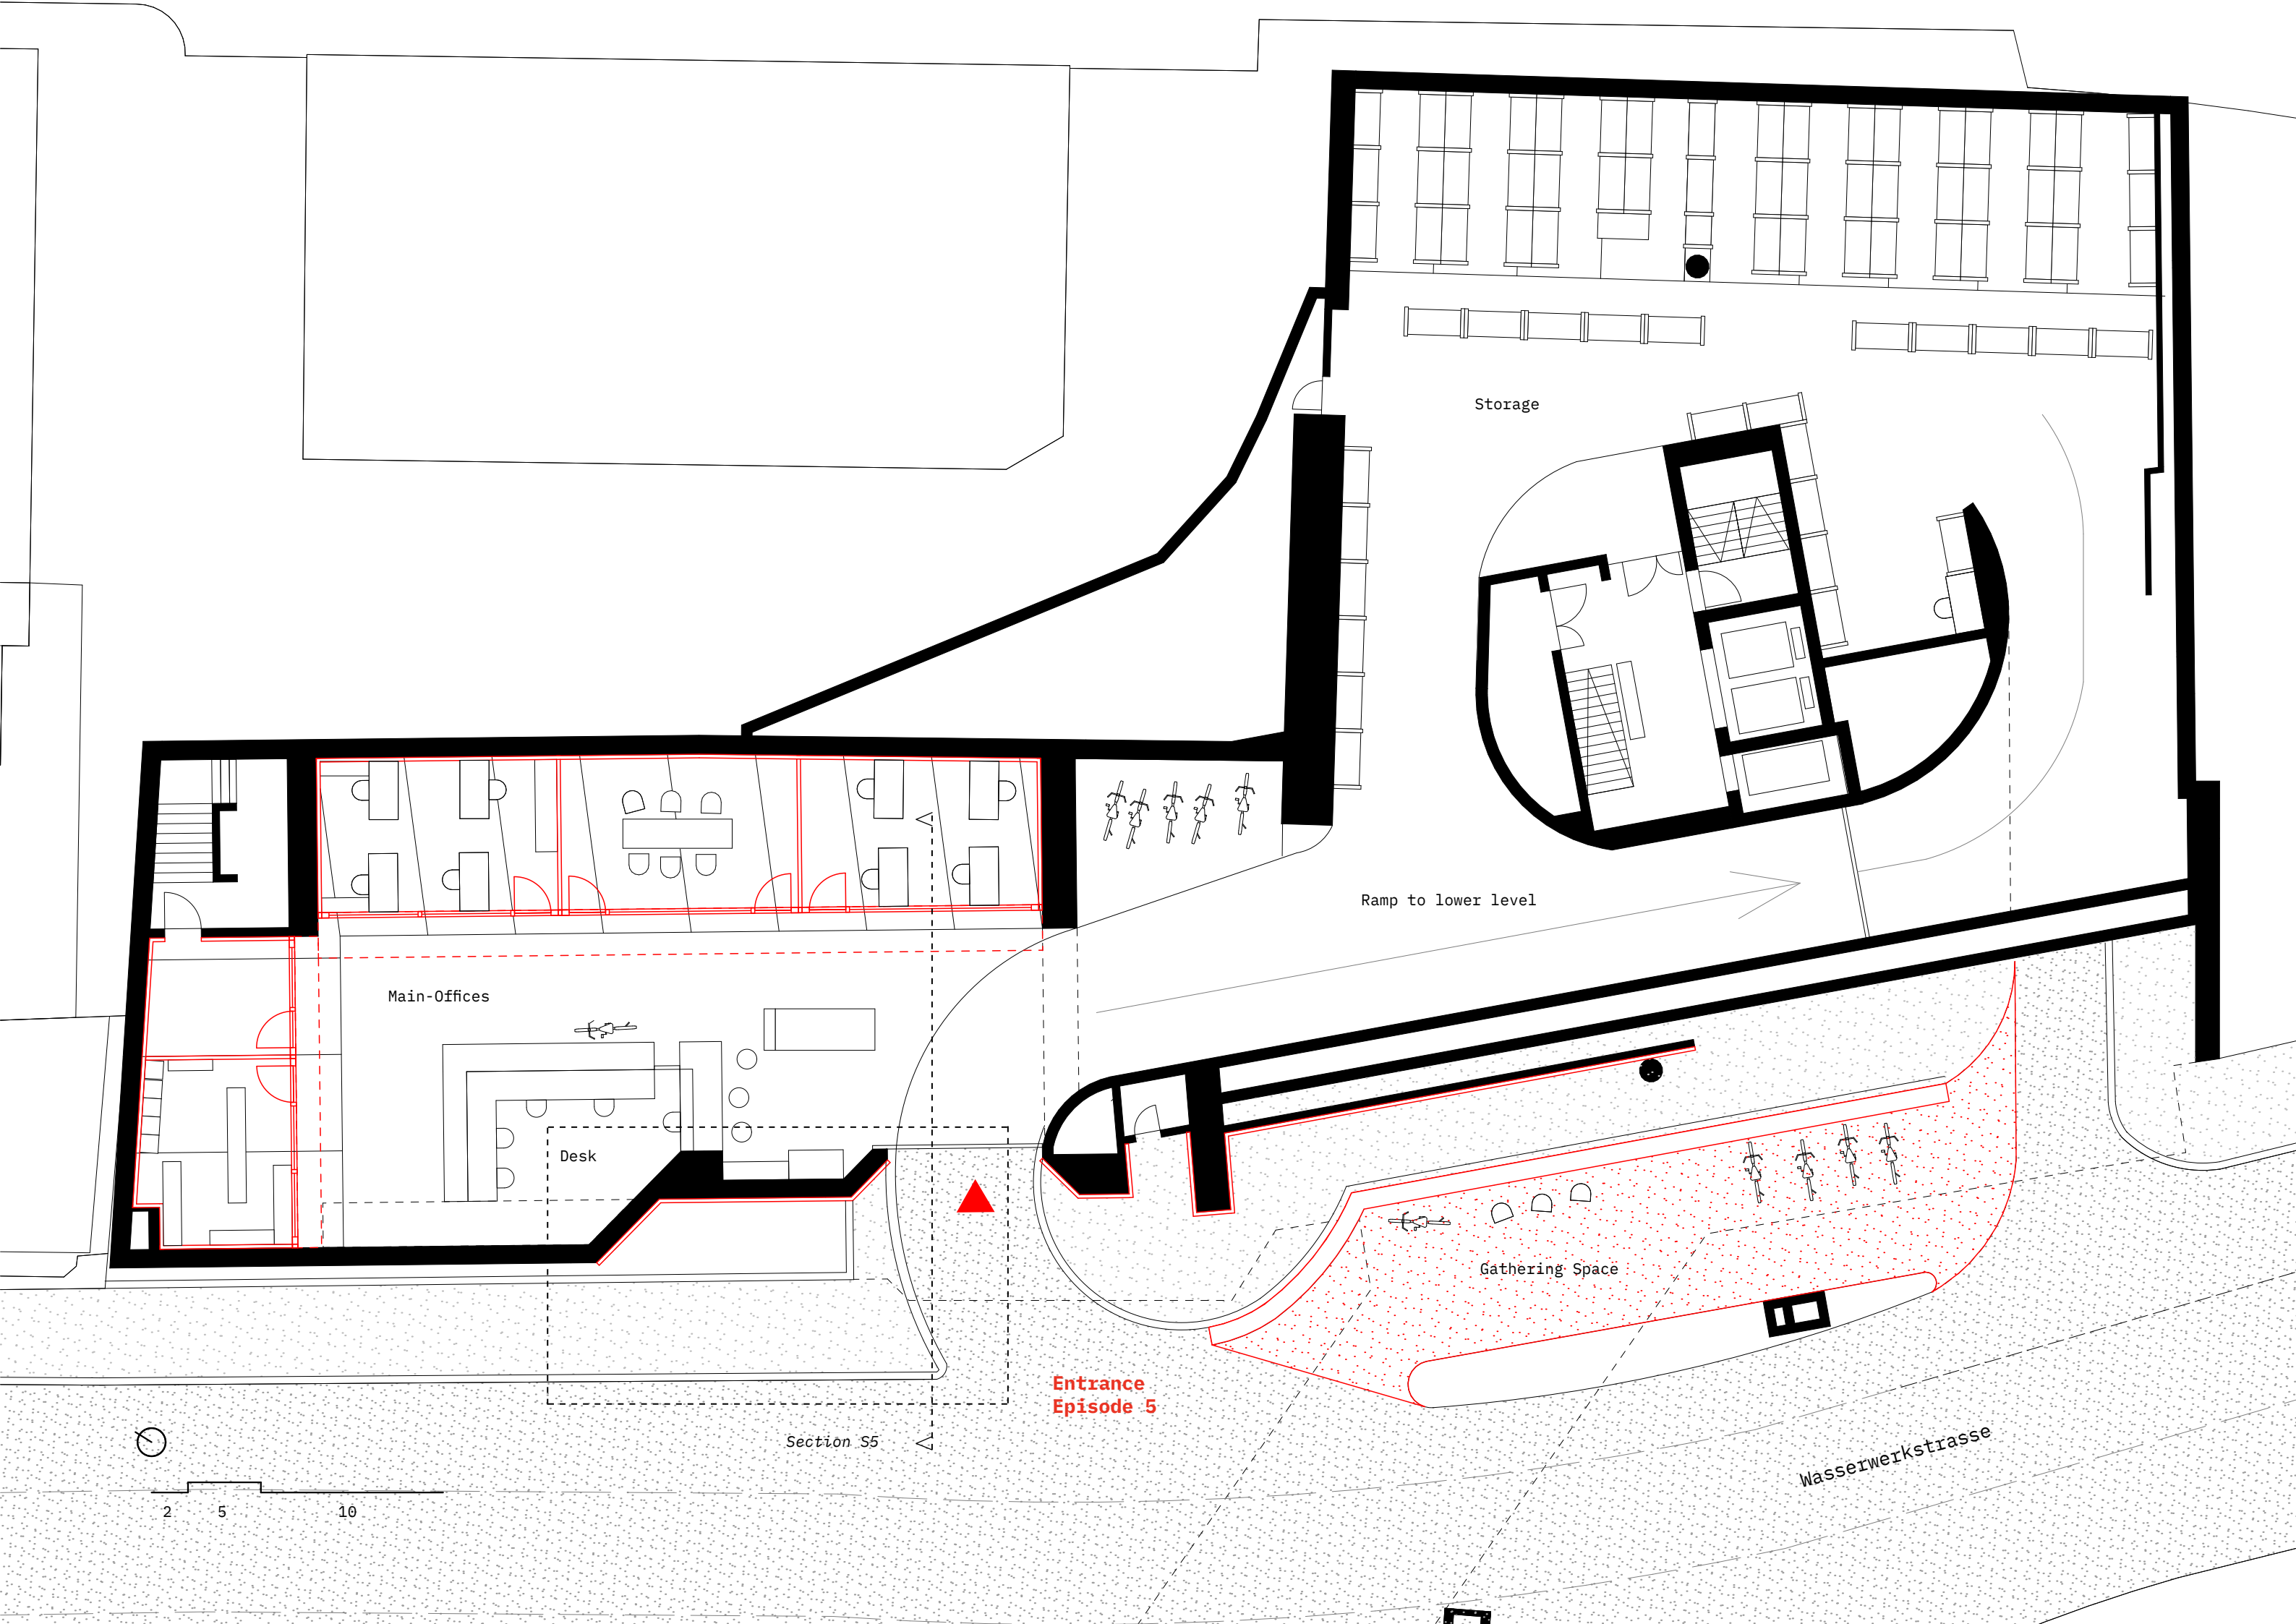 Storage
Ramp to lower level
Main-Offices
Desk
Gathering Space
Entrance
Episode 5
Section S5
Wasserwerkstrasse
2 5 10